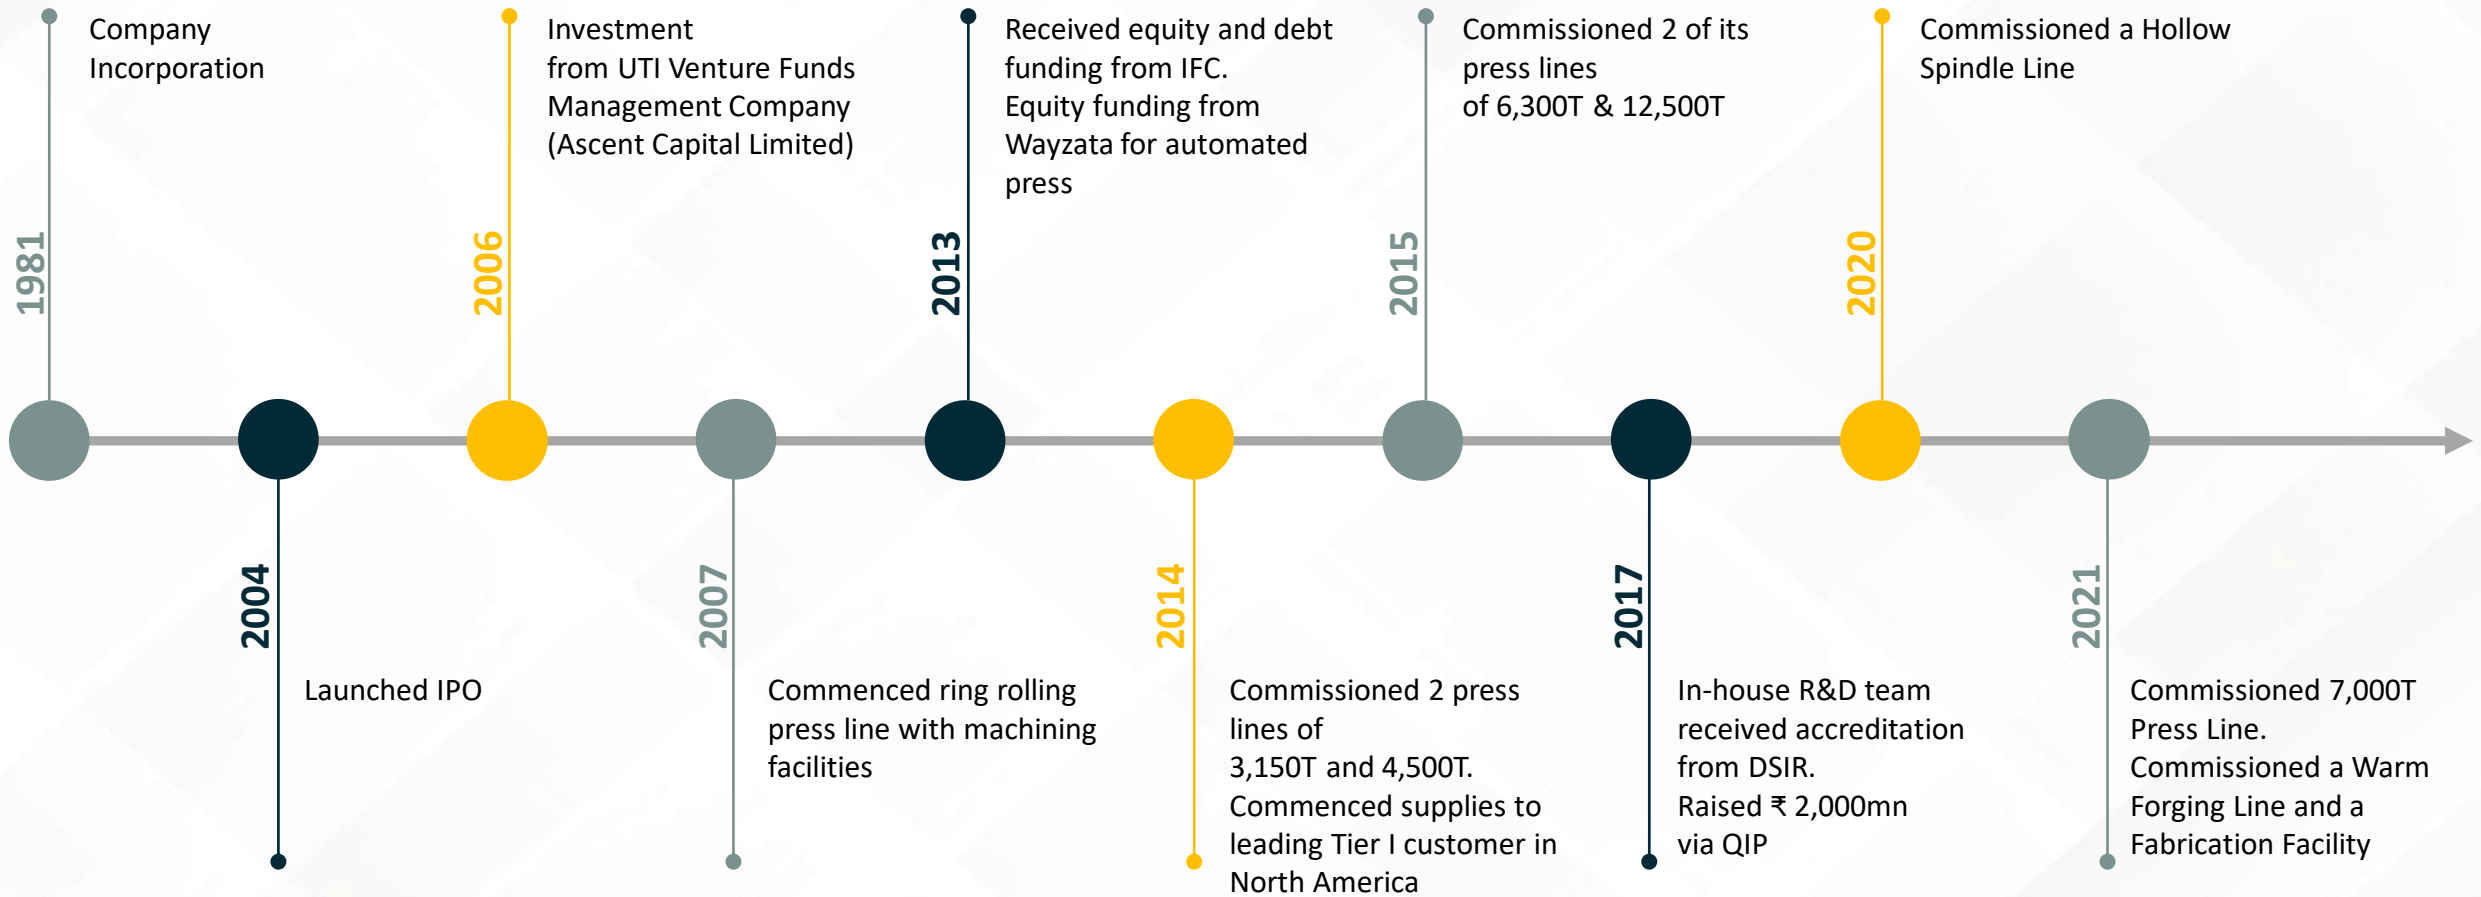 1981
Company
Incorporation
2004
Launched IPO
2006
Investment
from UTI Venture Funds
Management Company
(Ascent Capital Limited)
2007
Commenced ring rolling
press line with machining
facilities
2013
Received equity and debt
funding from IFC.
Equity funding from
Wayzata for automated
press
2014
Commissioned 2 press
lines of
3,150T and 4,500T.
Commenced supplies to
leading Tier I customer in
North America
2015
Commissioned 2 of its
press lines
of 6,300T & 12,500T
2017
In-house R&D team
received accreditation
from DSIR.
Raised ₹ 2,000mn
via QIP
2020
Commissioned a Hollow
Spindle Line
2021
Commissioned 7,000T
Press Line.
Commissioned a Warm
Forging Line and a
Fabrication Facility